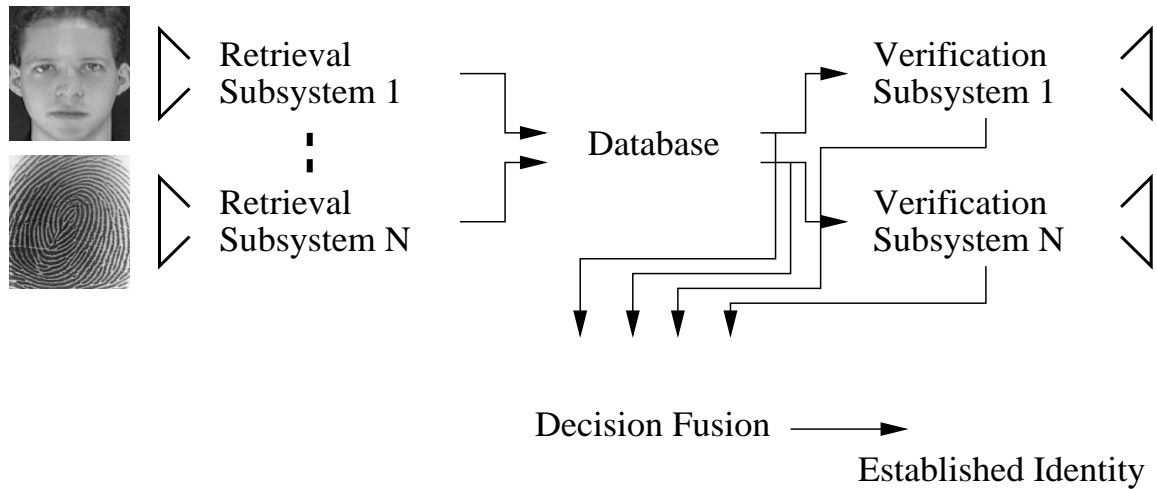 Retrieval
Subsystem 1
Verification
Subsystem 1
Database
Retrieval
Subsystem N
Verification
Subsystem N
Decision Fusion
Established Identity